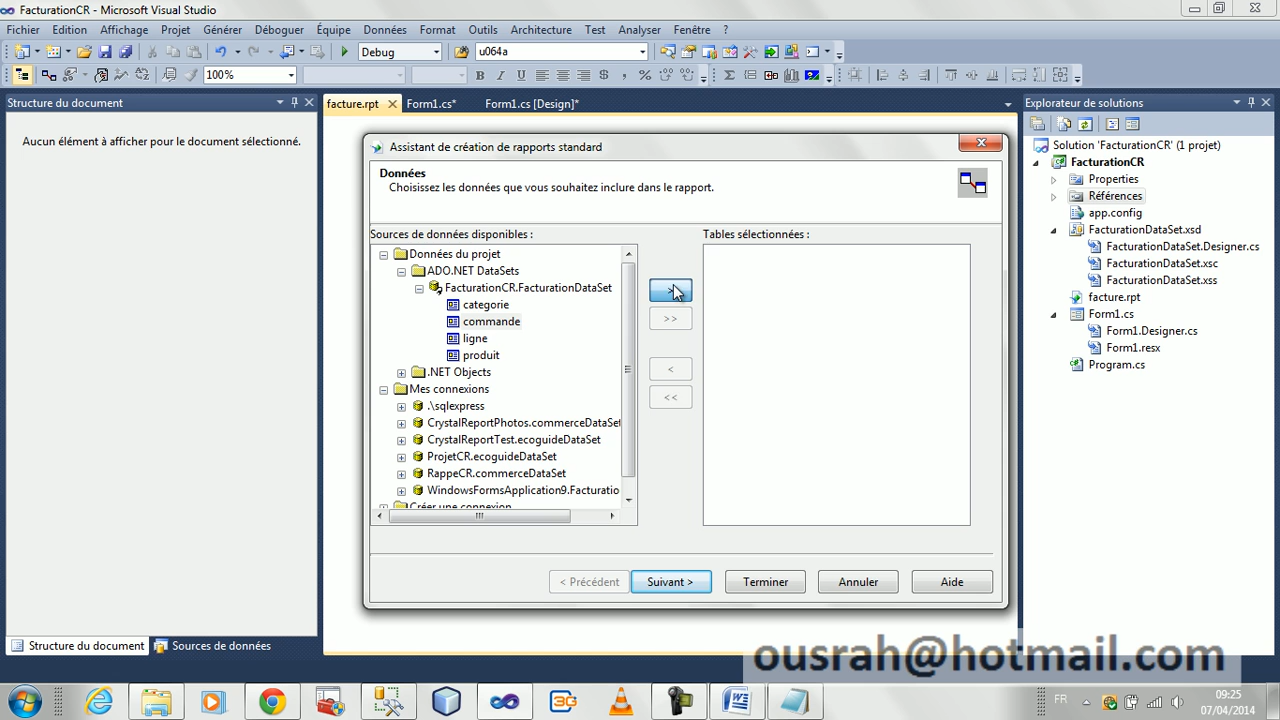 FacturationCR - Microsoft Visual Studio
Fichier Edition Affichage Projet Générer Déboguer Équipe Données Format Outils Architecture Test Analyser Fenêtre ?
Debug u064a
100%
Structure du document
Aucun élément à afficher pour le document sélectionné.
Structure du document Sources de données
facture.rpt Form1.cs* Form1.cs [Design]*
Assistant de création de rapports standard
Données
Choisissez les données que vous souhaitez inclure dans le rapport.
Sources de données disponibles :
Données du projet
ADO.NET DataSets
FacturationCR.FacturationDataSet
categorie
commande
ligne
produit
.NET Objects
Mes connexions
.\sqlexpress
CrystalReportPhotos.commerceDataSet
CrystalReportTest.ecoguideDataSet
ProjetCR.ecoguideDataSet
RappeCR.commerceDataSet
WindowsFormsApplication9.Facturatio
Créer une connexion
>
>>
<
<<
Tables sélectionnées :
< Précédent Suivant > Terminer Annuler Aide
Explorateur de solutions
Solution 'FacturationCR' (1 projet)
FacturationCR
Properties
Références
app.config
FacturationDataSet.xsd
FacturationDataSet.Designer.cs
FacturationDataSet.xsc
FacturationDataSet.xss
facture.rpt
Form1.cs
Form1.Designer.cs
Form1.resx
Program.cs
ousrah@hotmail.com
FR
09:25
07/04/2014